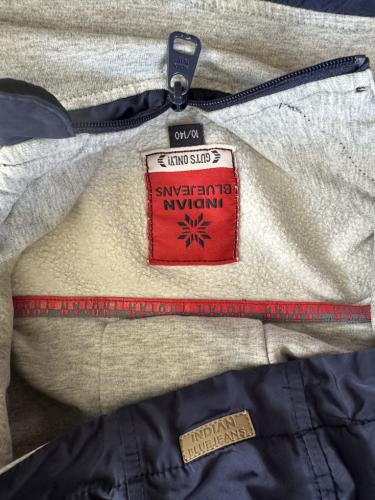 10/140
GUTS ONLY!
INDIAN
BLUEJEANS
INDIAN
BLUEJEANS